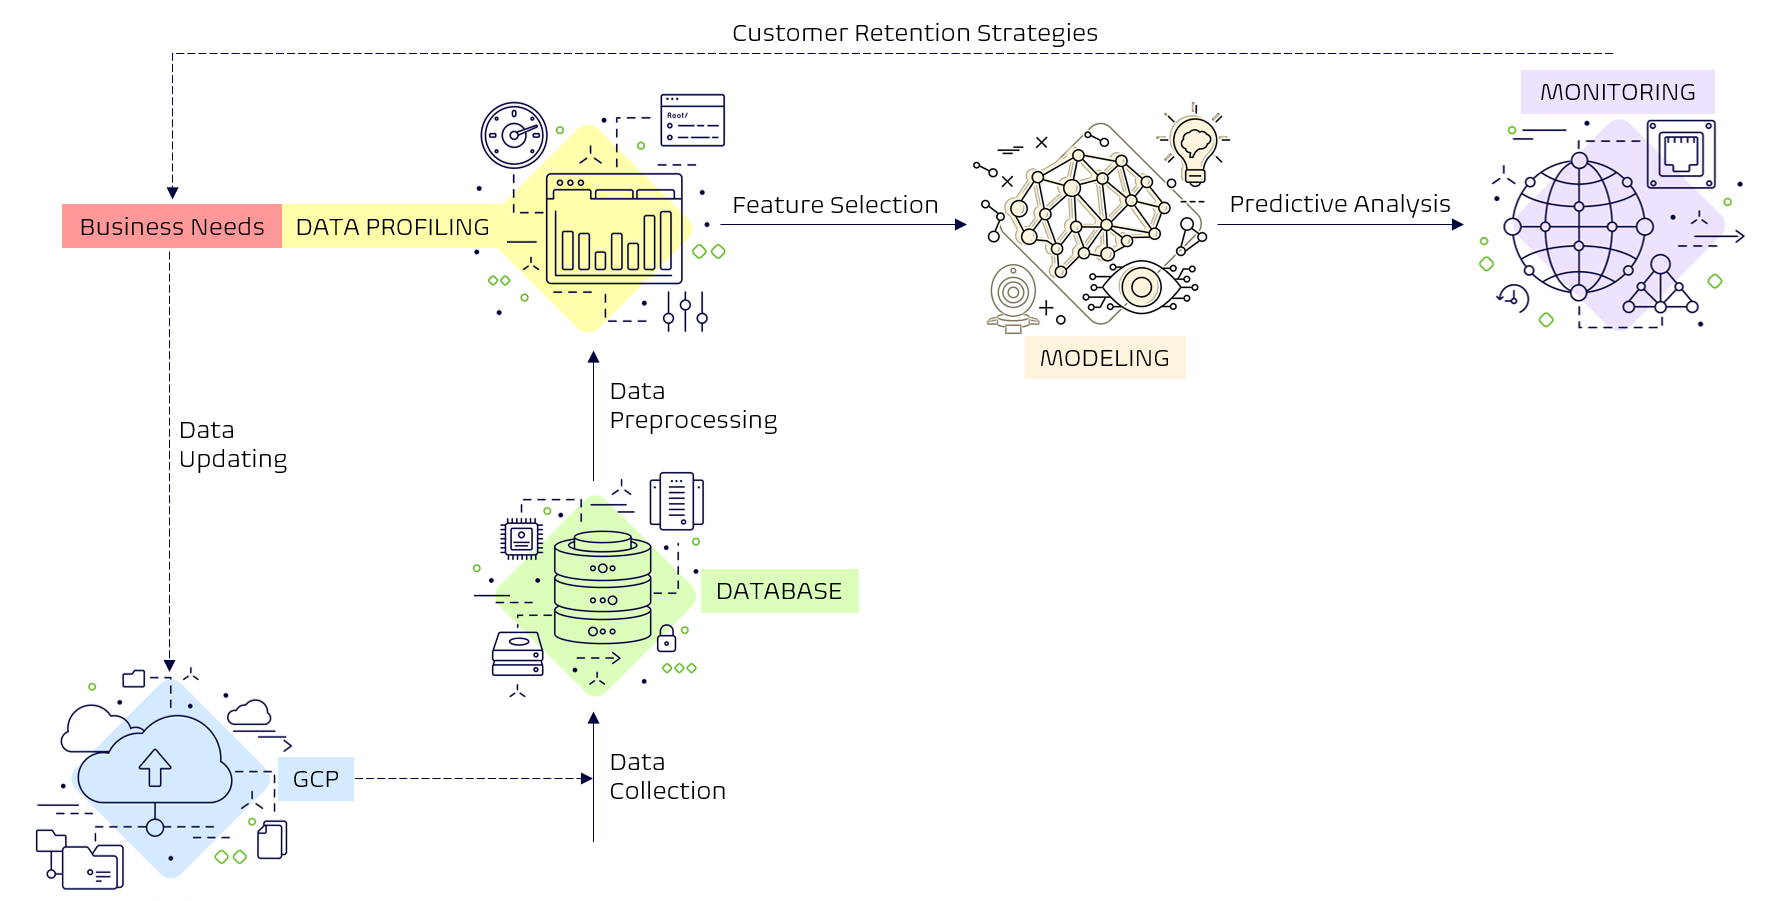 Customer Retention Strategies
MONITORING
Root/
Business Needs
DATA PROFILING
Feature Selection
Predictive Analysis
MODELING
Data
Preprocessing
Data
Updating
DATABASE
GCP
Data
Collection